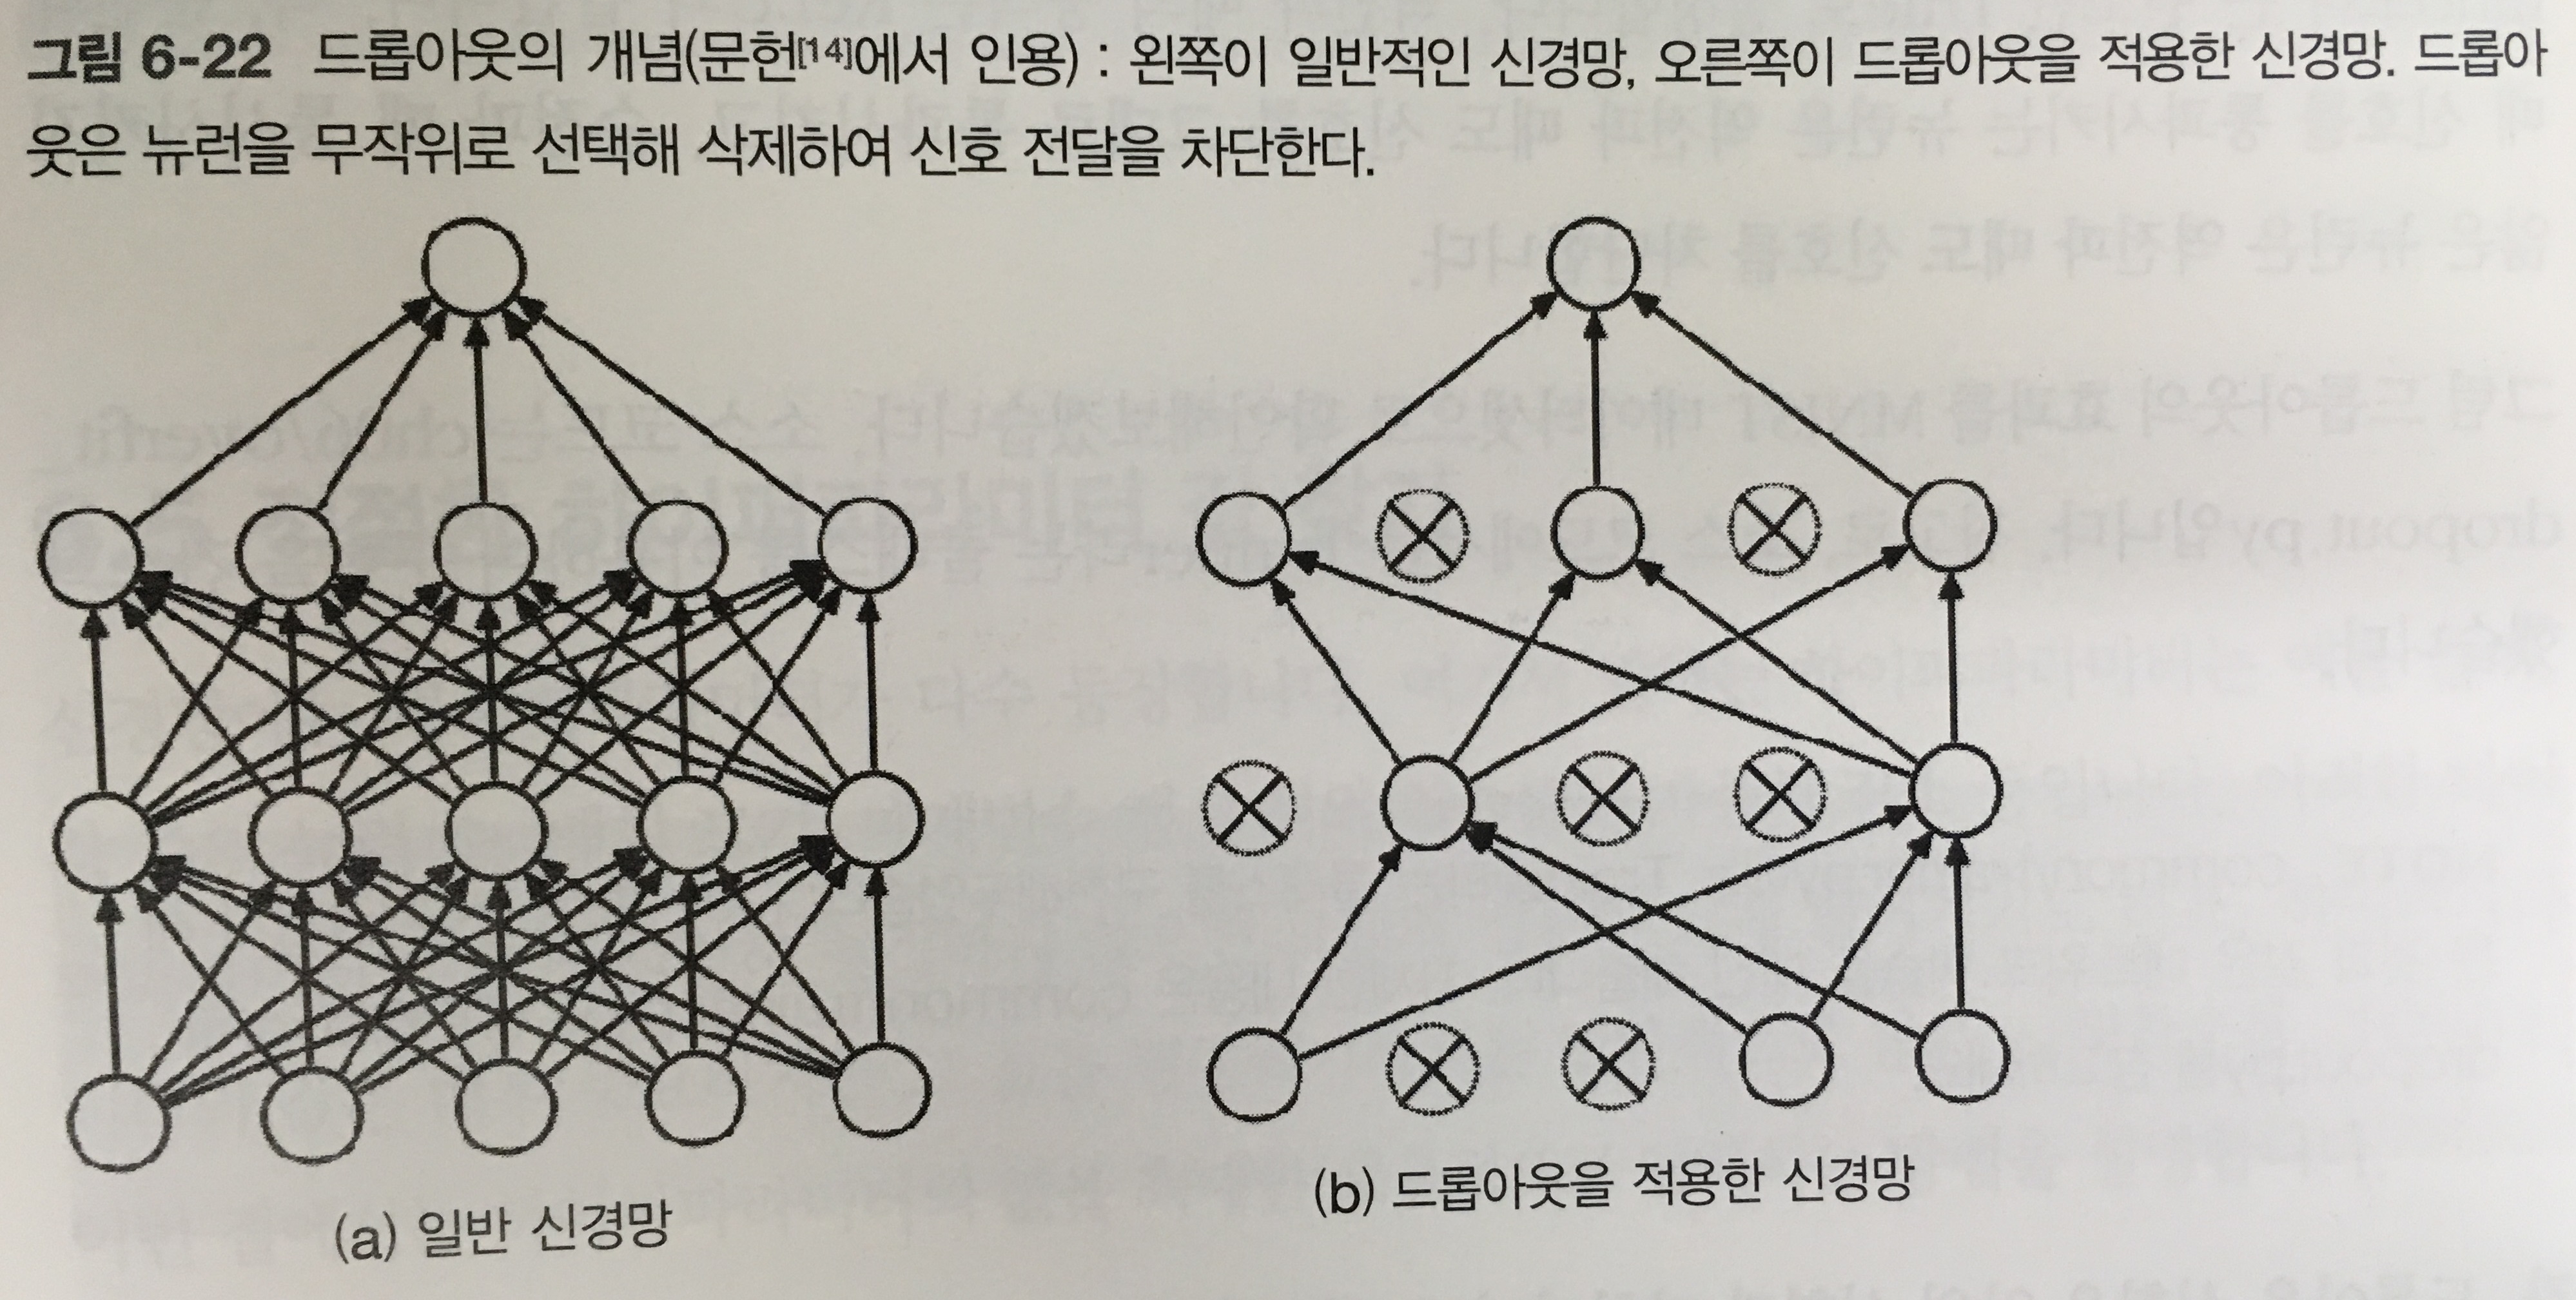 그림 6-22 드롭아웃의 개념(문헌[14]에서 인용) : 왼쪽이 일반적인 신경망, 오른쪽이 드롭아웃을 적용한 신경망. 드롭아
웃은 뉴런을 무작위로 선택해 삭제하여 신호 전달을 차단한다.
(a) 일반 신경망
(b) 드롭아웃을 적용한 신경망